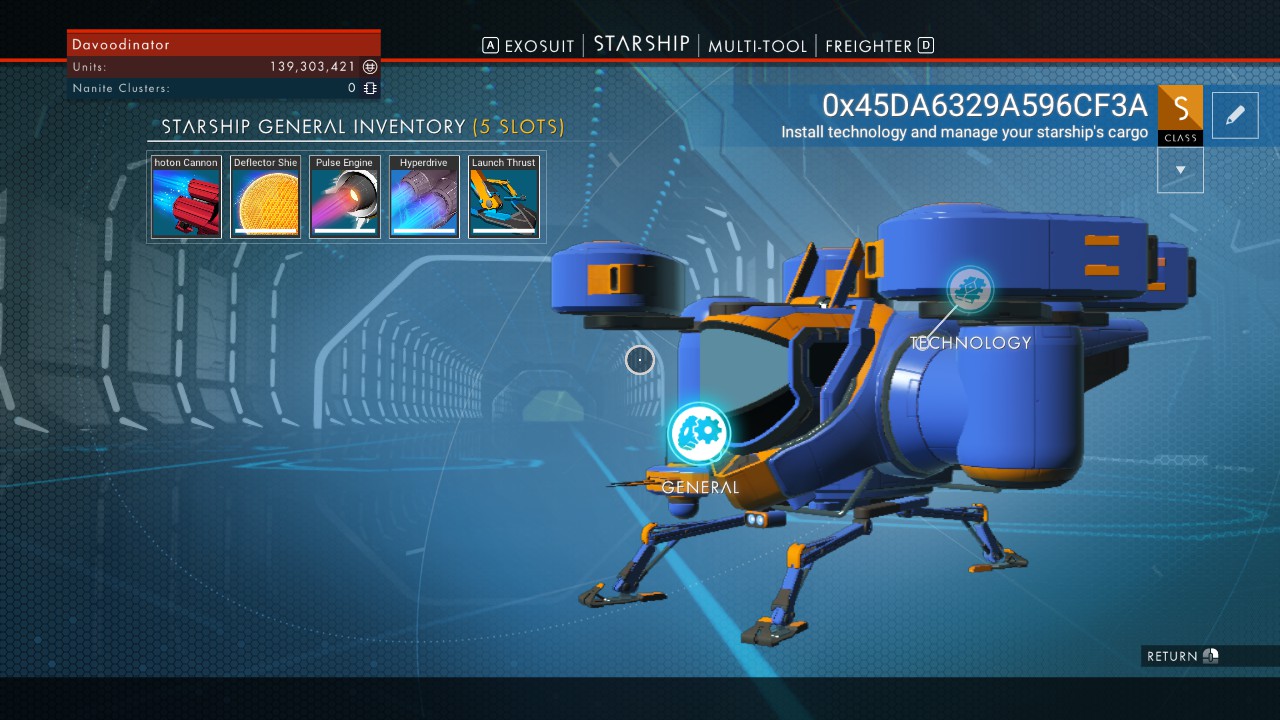 Davoodinator
Units: 139,303,421
Nanite Clusters: 0
A EXOSUIT STARSHIP MULTI-TOOL FREIGHTER D
0x45DA6329A596CF3A
Install technology and manage your starship's cargo
S
CLASS
STARSHIP GENERAL INVENTORY (5 SLOTS)
hoton Cannon Deflector Shie Pulse Engine Hyperdrive Launch Thrust
TECHNOLOGY
GENERAL
RETURN